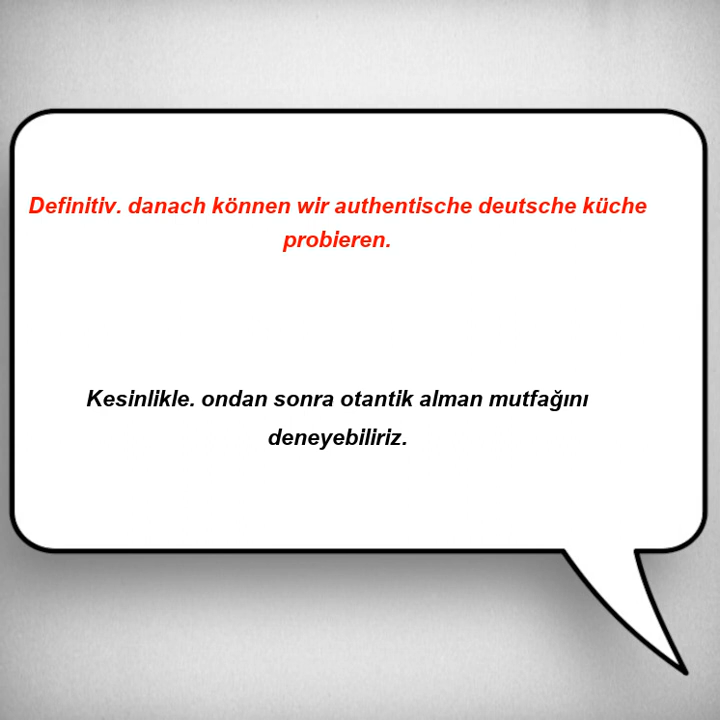 Definitiv. danach können wir authentische deutsche küche
probieren.
Kesinlikle. ondan sonra otantik alman mutfağını
deneyebiliriz.